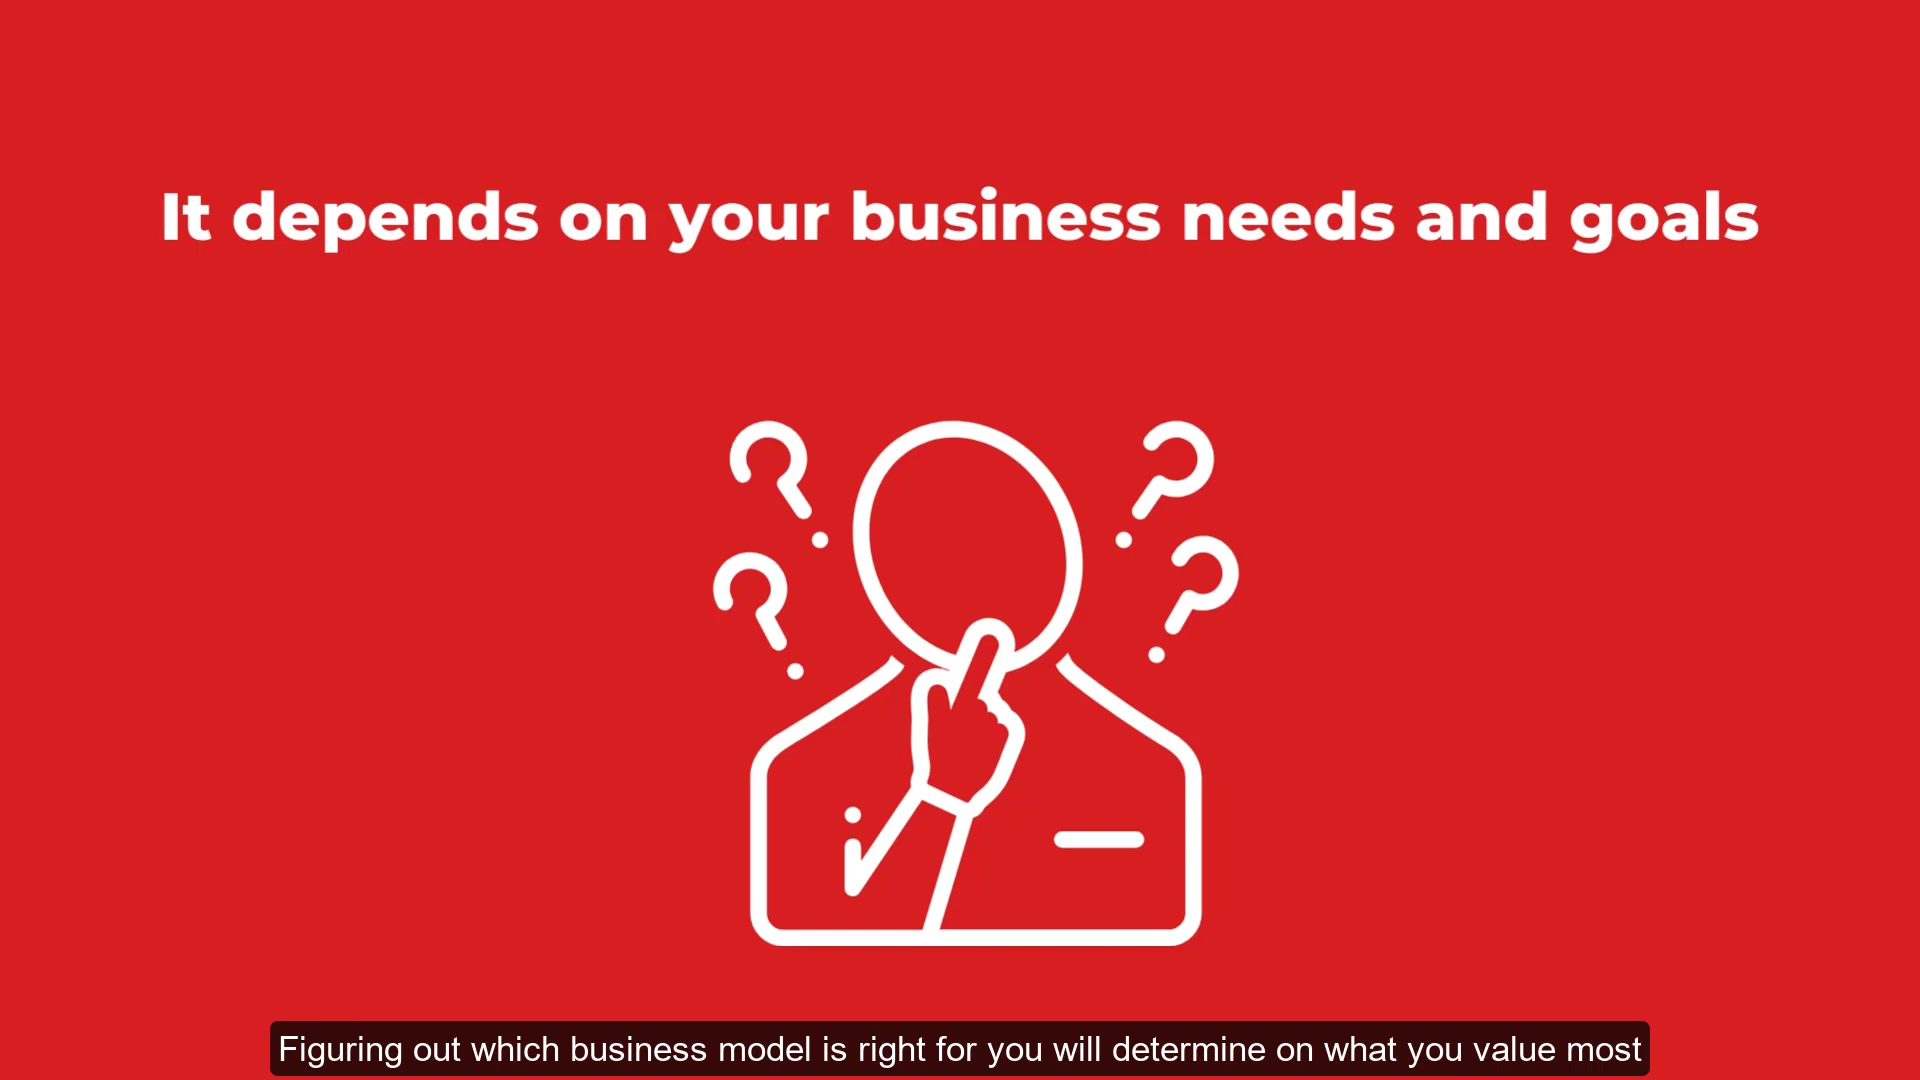 It depends on your business needs and goals
Figuring out which business model is right for you will determine on what you value most